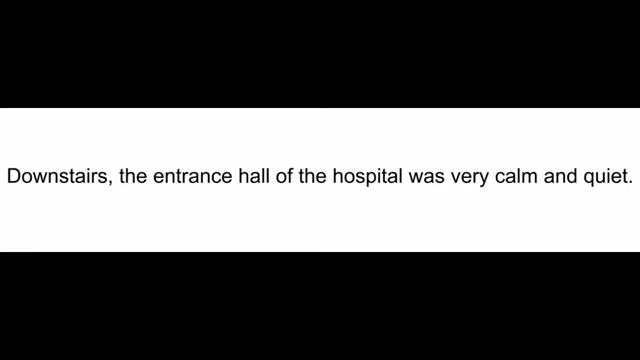 Downstairs, the entrance hall of the hospital was very calm and quiet.